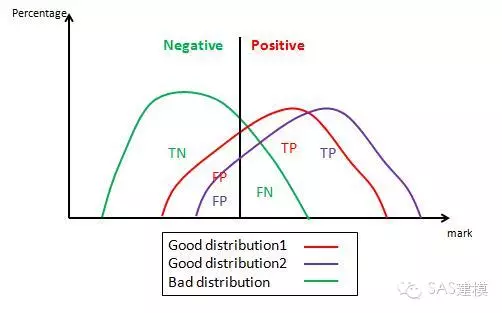 Percentage
Negative Positive
TN
TP
TP
FP
FP
FN
mark
Good distribution1
Good distribution2
Bad distribution
SAS建模